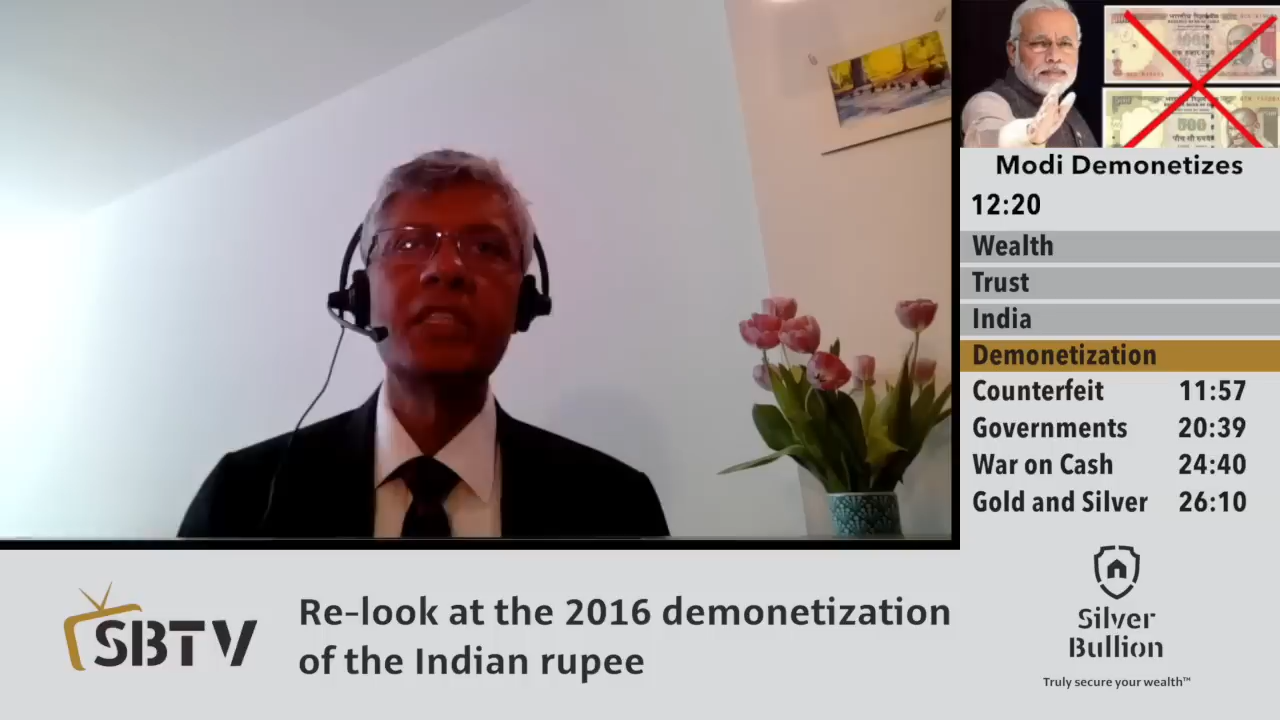 Modi Demonetizes
12:20
Wealth
Trust
India
Demonetization
Counterfeit 11:57
Governments 20:39
War on Cash 24:40
Gold and Silver 26:10
SBTV
Re-look at the 2016 demonetization
of the Indian rupee
Silver
Bullion
Truly secure your wealth™